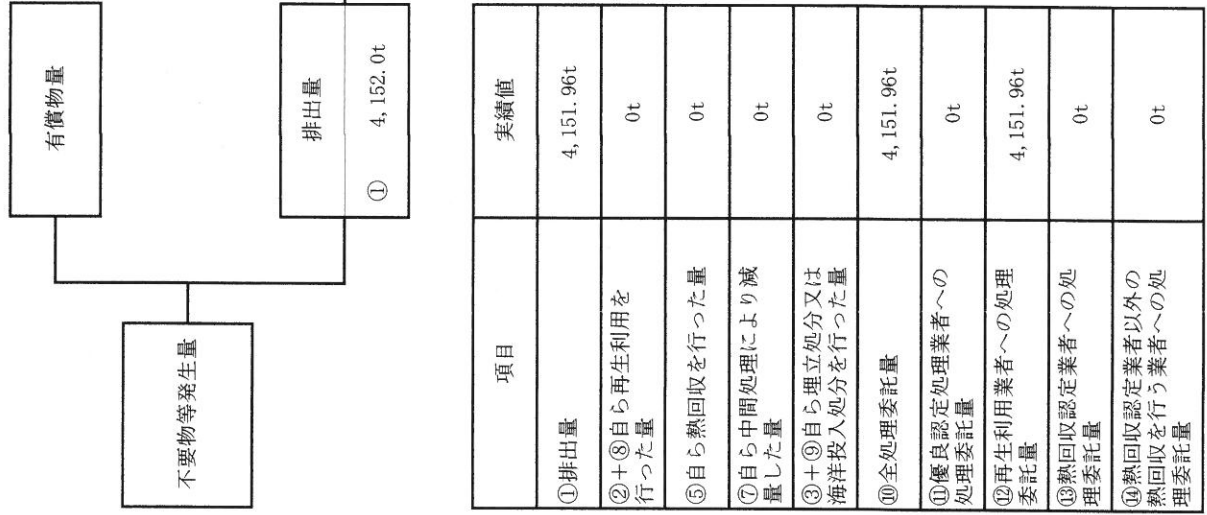 有償物量
不要物等発生量
排出量
① 4,152.0t
項目 実績値
①排出量 4,151.96t
②+⑧自ら再生利用を
行った量 0t
⑤自ら熱回収を行った量 0t
⑦自ら中間処理により減
量した量 0t
③+⑨自ら埋立処分又は
海洋投入処分を行った量 0t
⑩全処理委託量 4,151.96t
⑪優良認定処理業者への
処理委託量 0t
⑫再生利用業者への処理
委託量 4,151.96t
⑬熱回収認定業者への処
理委託量 0t
⑭熱回収認定業者以外の
熱回収を行う業者への処
理委託量 0t